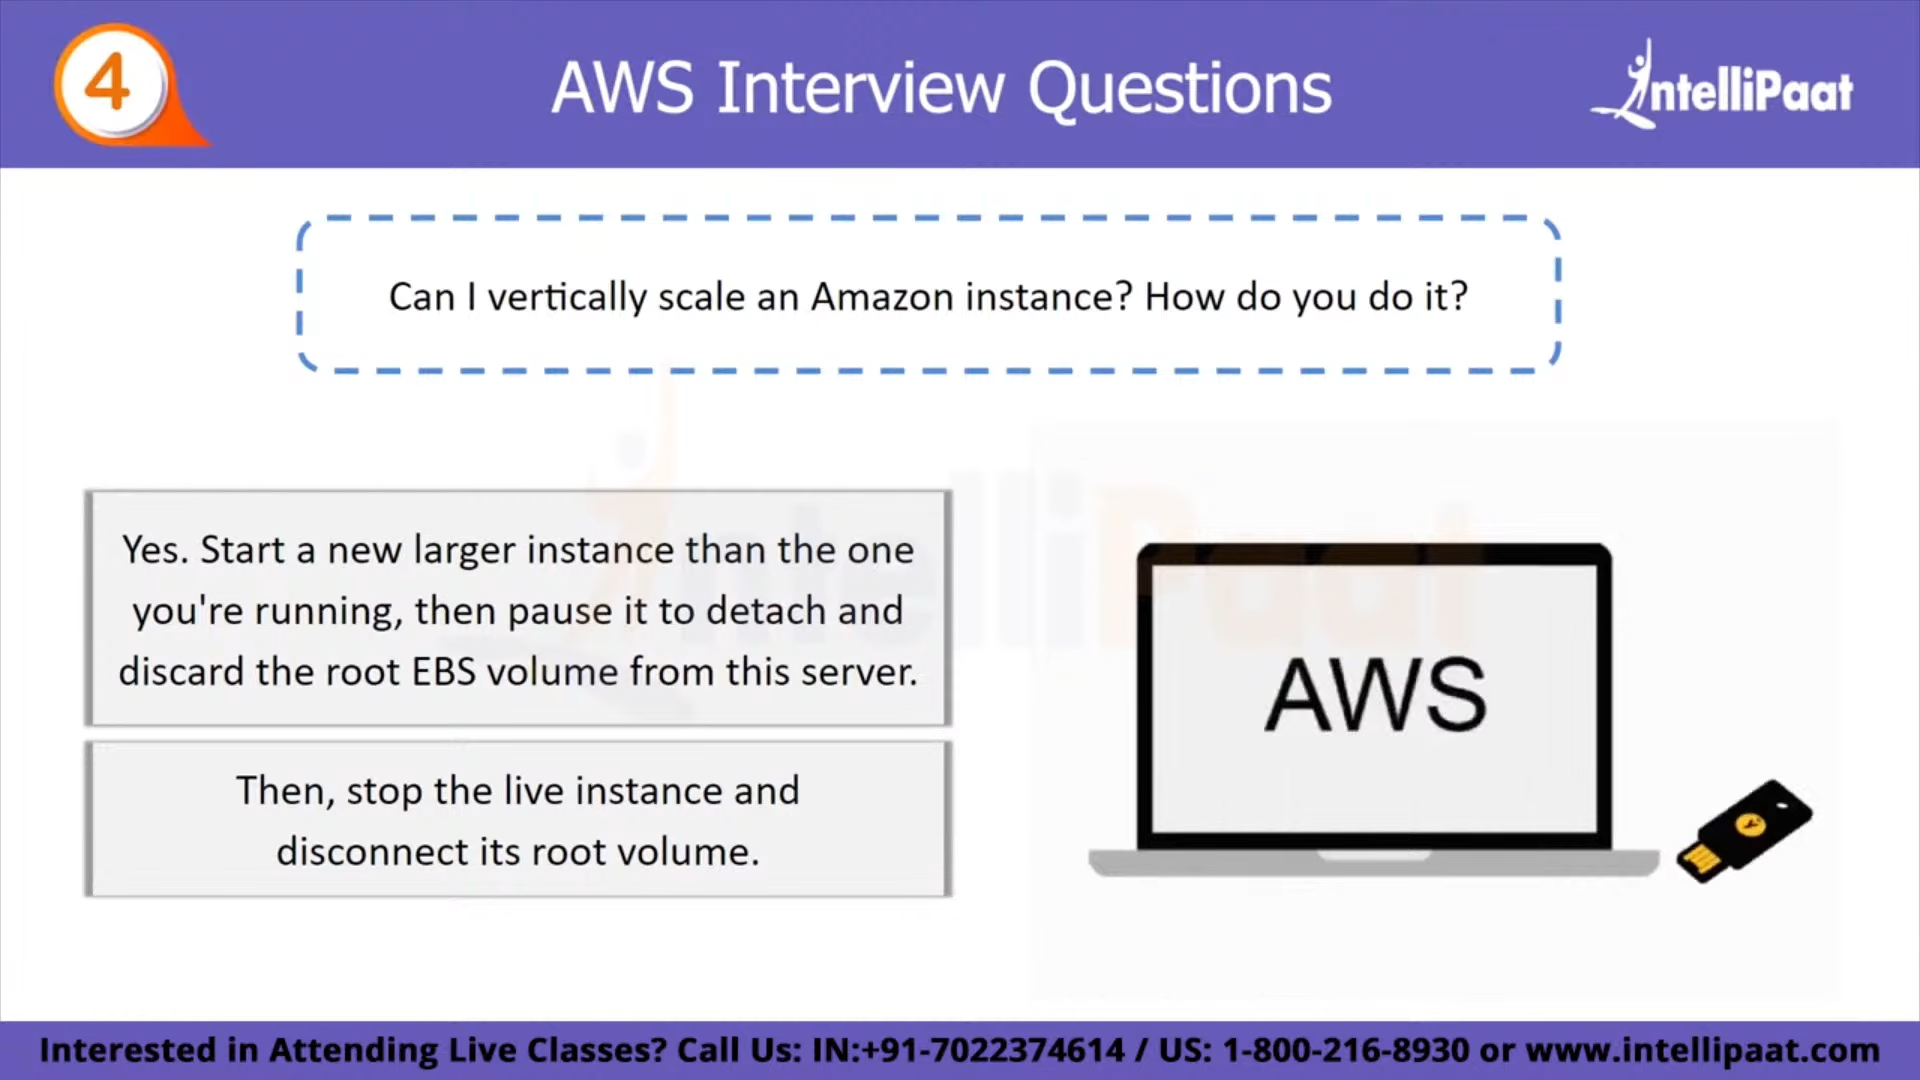 4
AWS Interview Questions
IntelliPaat
Can I vertically scale an Amazon instance? How do you do it?
IntelliPaat
Yes. Start a new larger instance than the one
you're running, then pause it to detach and
discard the root EBS volume from this server.
Then, stop the live instance and
disconnect its root volume.
AWS
Y
Interested in Attending Live Classes? Call Us: IN:+91-7022374614 / US: 1-800-216-8930 or www.intellipaat.com